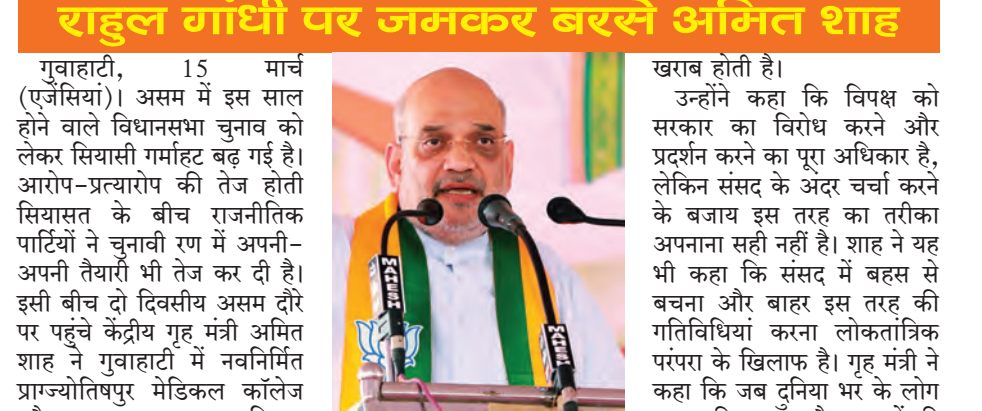 राहुल गांधी पर जमकर बरसे अमित शाह
गुवाहाटी, 15 मार्च
(एजेंसियां)। असम में इस साल
होने वाले विधानसभा चुनाव को
लेकर सियासी गर्माहट बढ़ गई है।
आरोप-प्रत्यारोप की तेज होती
सियासत के बीच राजनीतिक
पार्टियों ने चुनावी रण में अपनी-
अपनी तैयारी भी तेज कर दी है।
इसी बीच दो दिवसीय असम दौरे
पर पहुंचे केंद्रीय गृह मंत्री अमित
शाह ने गुवाहाटी में नवनिर्मित
प्राग्ज्योतिषपुर मेडिकल कॉलेज
MAHESH
MAHESH
खराब होती है।
उन्होंने कहा कि विपक्ष को
सरकार का विरोध करने और
प्रदर्शन करने का पूरा अधिकार है,
लेकिन संसद के अंदर चर्चा करने
के बजाय इस तरह का तरीका
अपनाना सही नहीं है। शाह ने यह
भी कहा कि संसद में बहस से
बचना और बाहर इस तरह की
गतिविधियां करना लोकतांत्रिक
परंपरा के खिलाफ है। गृह मंत्री ने
कहा कि जब दुनिया भर के लोग